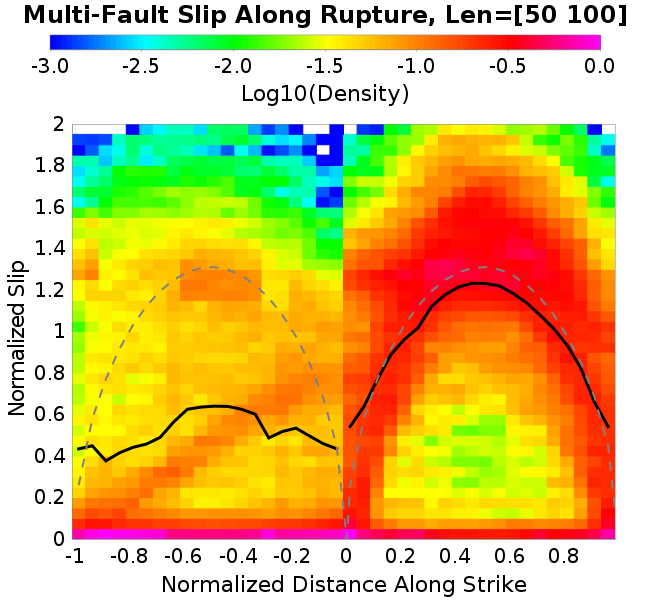 Multi-Fault Slip Along Rupture, Len=[50 100]
-3.0 -2.5 -2.0 -1.5 -1.0 -0.5 0.0
Log10(Density)
Normalized Slip
2
1.8
1.6
1.4
1.2
1
0.8
0.6
0.4
0.2
0
-1 -0.8 -0.6 -0.4 -0.2 0 0.2 0.4 0.6 0.8
Normalized Distance Along Strike